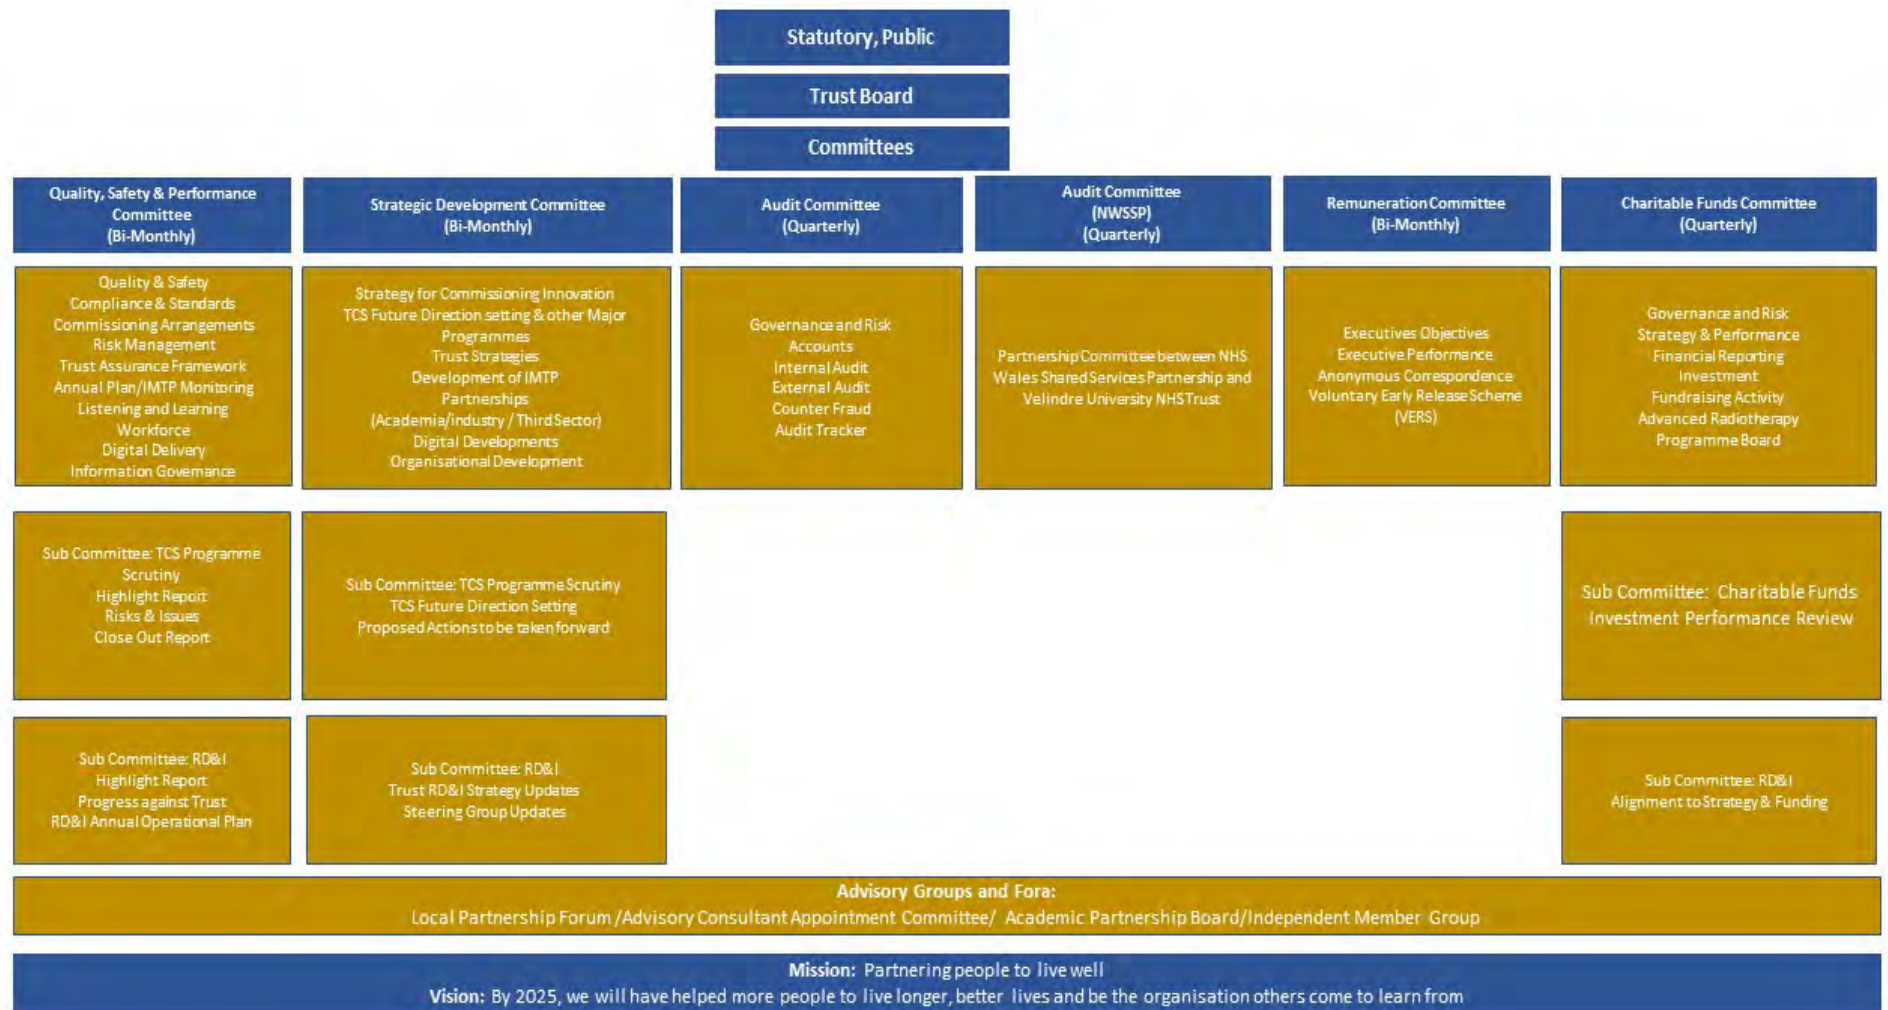 Statutory, Public
Trust Board
Committees
Quality, Safety & Performance
Committee
(Bi-Monthly)
Strategic Development Committee
(Bi-Monthly)
Audit Committee
(Quarterly)
Audit Committee
(NWSSP)
(Quarterly)
Remuneration Committee
(Bi-Monthly)
Charitable Funds Committee
(Quarterly)
Quality & Safety
Compliance & Standards
Commissioning Arrangements
Risk Management
Trust Assurance Framework
Annual Plan/IMTP Monitoring
Listening and Learning
Workforce
Digital Delivery
Information Governance
Strategy for Commissioning Innovation
TCS Future Direction setting & other Major
Programmes
Trust Strategies
Development of IMTP
Partnerships
(Academia/industry / Third Sector)
Digital Developments
Organisational Development
Governance and Risk
Accounts
Internal Audit
External Audit
Counter Fraud
Audit Tracker
Partnership Committee between NHS
Wales Shared Services Partnership and
Velindre University NHS Trust
Executives Objectives
Executive Performance
Anonymous Correspondence
Voluntary Early Release Scheme
(VERS)
Governance and Risk
Strategy & Performance
Financial Reporting
Investment
Fundraising Activity
Advanced Radiotherapy
Programme Board
Sub Committee: TCS Programme
Scrutiny
Highlight Report
Risks & Issues
Close Out Report
Sub Committee: TCS Programme Scrutiny
TCS Future Direction Setting
Proposed Actions to be taken forward
Sub Committee: Charitable Funds
Investment Performance Review
Sub Committee: RD&I
Highlight Report
Progress against Trust
RD&I Annual Operational Plan
Sub Committee: RD&I
Trust RD&I Strategy Updates
Steering Group Updates
Sub Committee: RD&I
Alignment to Strategy & Funding
Advisory Groups and Fora:
Local Partnership Forum /Advisory Consultant Appointment Committee/ Academic Partnership Board/Independent Member Group
Mission: Partnering people to live well
Vision: By 2025, we will have helped more people to live longer, better lives and be the organisation others come to learn from